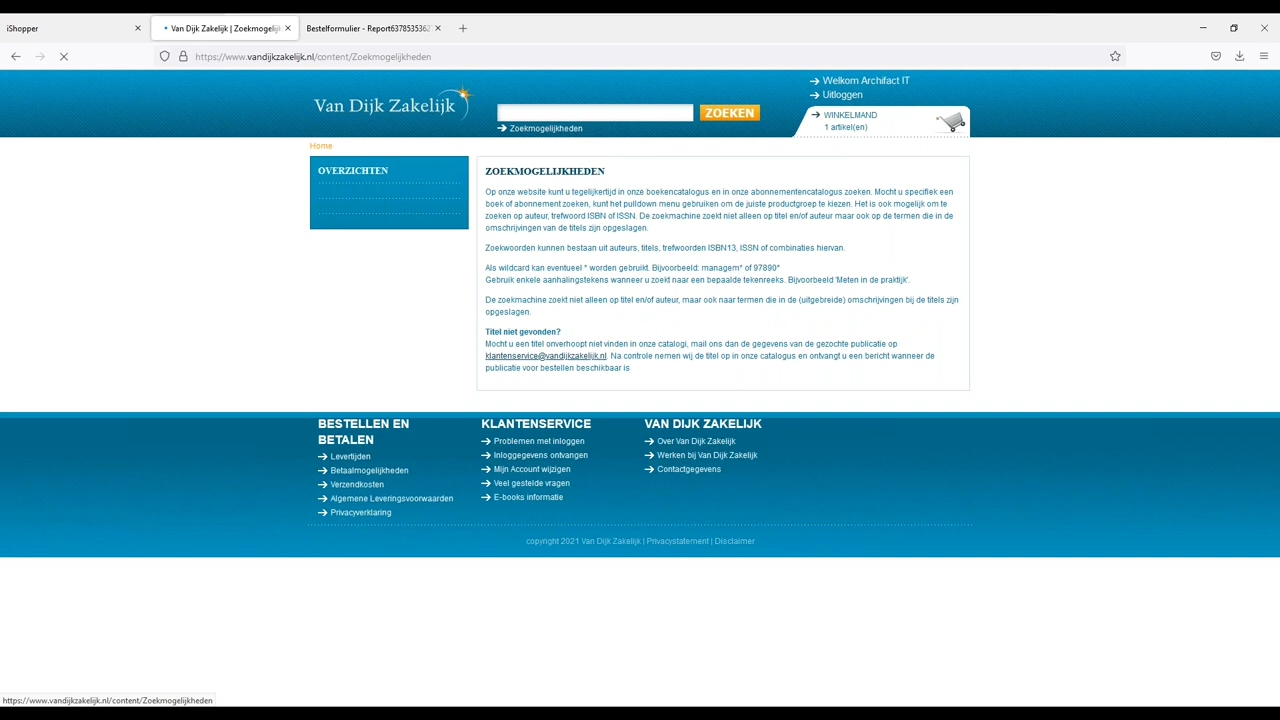 iShopper
Van Dijk Zakelijk | Zoekmogelijk
Bestelformulier - Report6378535362
https://www.vandijkzakelijk.nl/content/Zoekmogelijkheden
Welkom Archifact IT
Uitloggen
Van Dijk Zakelijk
ZOEKEN
Zoekmogelijkheden
WINKELMAND
1 artikel(en)
Home
OVERZICHTEN
ZOEKMOGELIJKHEDEN
Op onze website kunt u tegelijkertijd in onze boekencatalogus en in onze abonnementencatalogus zoeken. Mocht u specifiek een
boek of abonnement zoeken, kunt het pulldown menu gebruiken om de juiste productgroep te kiezen. Het is ook mogelijk om te
zoeken op auteur, trefwoord ISBN of ISSN. De zoekmachine zoekt niet alleen op titel en/of auteur maar ook op de termen die in de
omschrijvingen van de titels zijn opgeslagen.
Zoekwoorden kunnen bestaan uit auteurs, titels, trefwoorden ISBN13, ISSN of combinaties hiervan.
Als wildcard kan eventueel * worden gebruikt. Bijvoorbeeld: managem* of 97890*
Gebruik enkele aanhalingstekens wanneer u zoekt naar een bepaalde tekenreeks. Bijvoorbeeld 'Meten in de praktijk'.
De zoekmachine zoekt niet alleen op titel en/of auteur, maar ook naar termen die in de (uitgebreide) omschrijvingen bij de titels zijn
opgeslagen.
Titel niet gevonden?
Mocht u een titel onverhoopt niet vinden in onze catalogi, mail ons dan de gegevens van de gezochte publicatie op
klantenservice@vandijkzakelijk.nl. Na controle nemen wij de titel op in onze catalogus en ontvangt u een bericht wanneer de
publicatie voor bestellen beschikbaar is
BESTELLEN EN
BETALEN
Levertijden
Betaalmogelijkheden
Verzendkosten
Algemene Leveringsvoorwaarden
Privacyverklaring
KLANTENSERVICE
Problemen met inloggen
Inloggegevens ontvangen
Mijn Account wijzigen
Veel gestelde vragen
E-books informatie
VAN DIJK ZAKELIJK
Over Van Dijk Zakelijk
Werken bij Van Dijk Zakelijk
Contactgegevens
copyright 2021 Van Dijk Zakelijk | Privacystatement | Disclaimer
https://www.vandijkzakelijk.nl/content/Zoekmogelijkheden